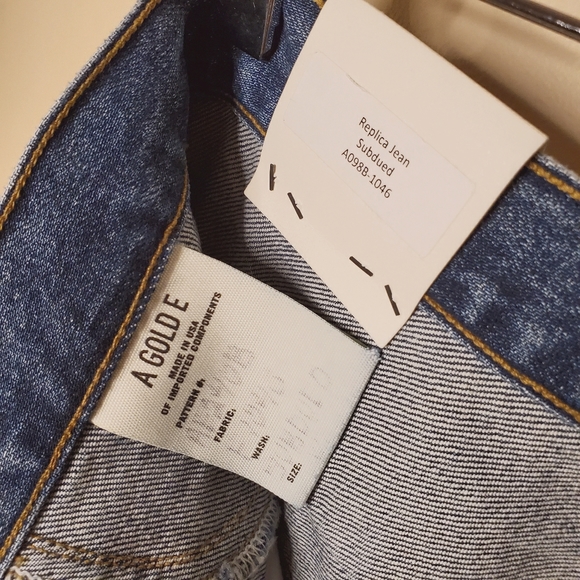 Replica Jean
Subdued
A098B-1046
A GOLD E
MADE IN USA
OF IMPORTED COMPONENTS
PATTERN #:
FABRIC:
WASH:
SIZE: